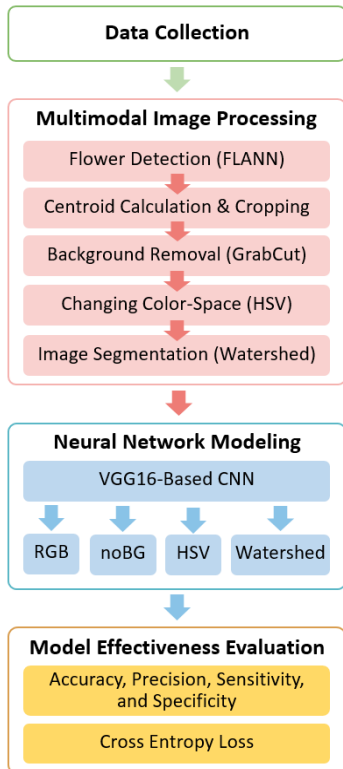 Data Collection
Multimodal Image Processing
Flower Detection (FLANN)
Centroid Calculation & Cropping
Background Removal (GrabCut)
Changing Color-Space (HSV)
Image Segmentation (Watershed)
Neural Network Modeling
VGG16-Based CNN
RGB noBG HSV Watershed
Model Effectiveness Evaluation
Accuracy, Precision, Sensitivity,
and Specificity
Cross Entropy Loss